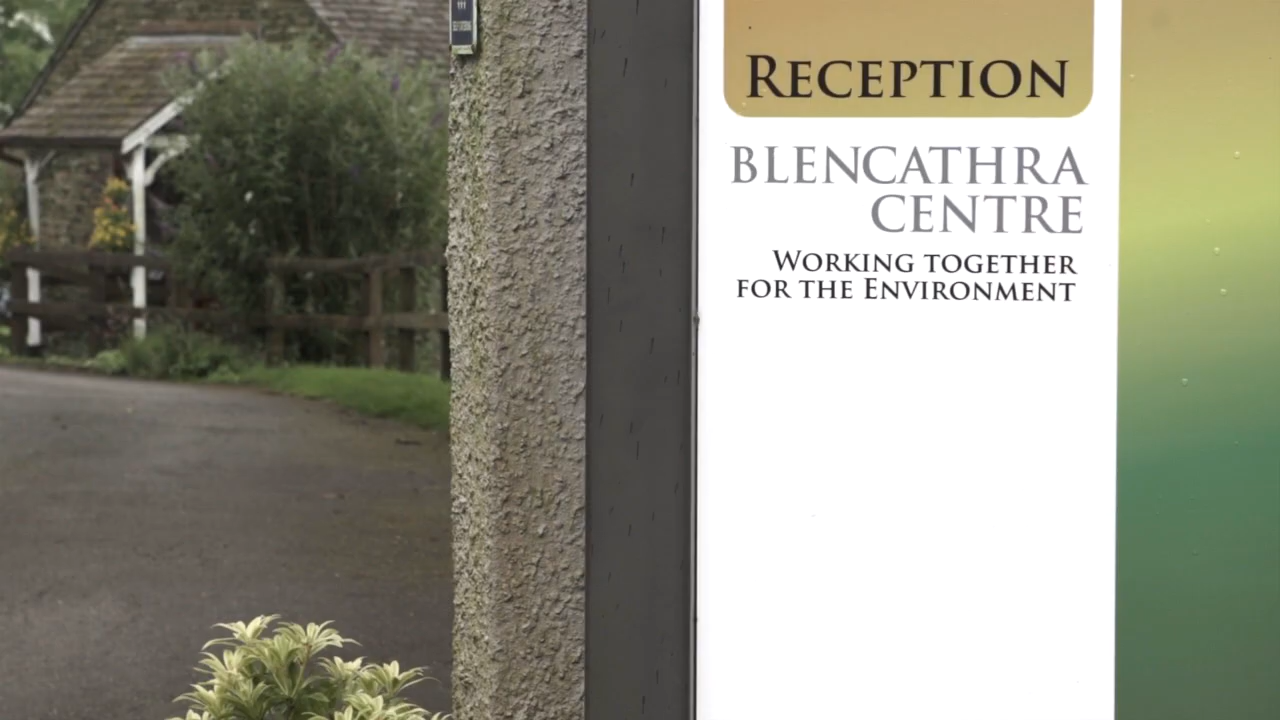 RECEPTION
BLENCATHRA
CENTRE
WORKING TOGETHER
FOR THE ENVIRONMENT